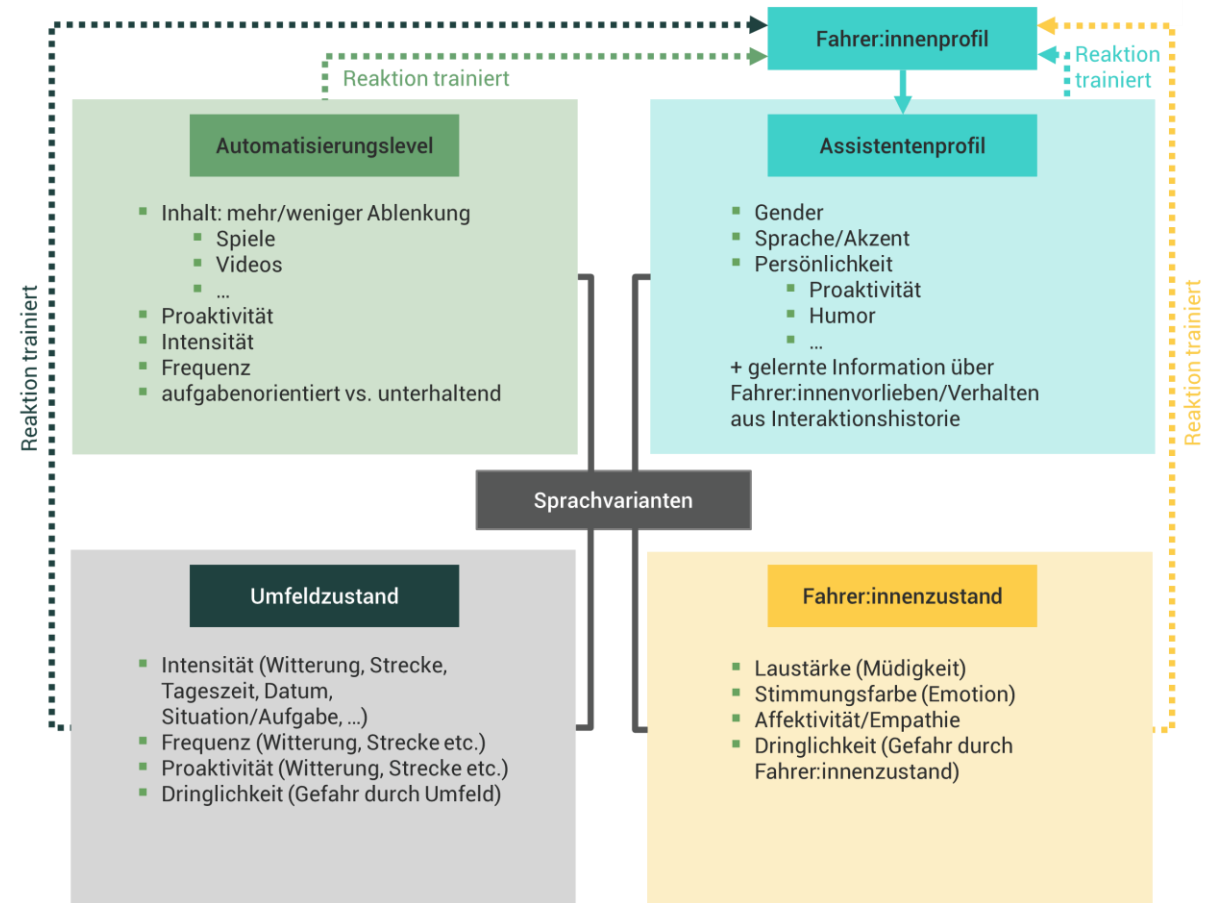 Fahrer:innenprofil
Reaktion trainiert
Reaktion
trainiert
Automatisierungslevel
Inhalt: mehr/weniger Ablenkung
Spiele
Videos
...
Proaktivität
Intensität
Frequenz
aufgabenorientiert vs. unterhaltend
Assistentenprofil
Gender
Sprache/Akzent
Persönlichkeit
Proaktivität
Humor
...
+ gelernte Information über
Fahrer:innenvorlieben/Verhalten
aus Interaktionshistorie
Reaktion trainiert
Reaktion trainiert
Sprachvarianten
Umfeldzustand
Intensität (Witterung, Strecke,
Tageszeit, Datum,
Situation/Aufgabe, ...)
Frequenz (Witterung, Strecke etc.)
Proaktivität (Witterung, Strecke etc.)
Dringlichkeit (Gefahr durch Umfeld)
Fahrer:innenzustand
Laustärke (Müdigkeit)
Stimmungsfarbe (Emotion)
Affektivität/Empathie
Dringlichkeit (Gefahr durch
Fahrer:innenzustand)